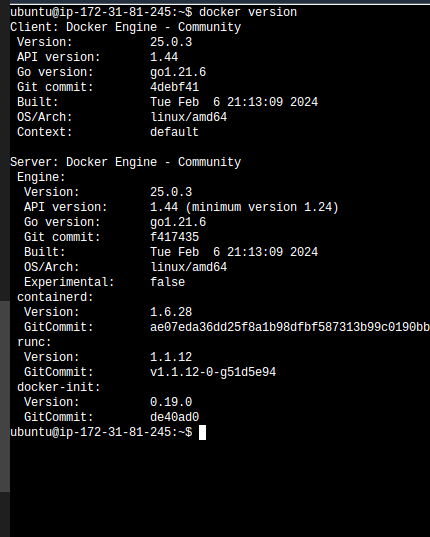 ubuntu@ip-172-31-81-245:~$ docker version
Client: Docker Engine - Community
 Version:           25.0.3
 API version:       1.44
 Go version:        go1.21.6
 Git commit:        4debf41
 Built:             Tue Feb  6 21:13:09 2024
 OS/Arch:           linux/amd64
 Context:           default

Server: Docker Engine - Community
 Engine:
  Version:          25.0.3
  API version:      1.44 (minimum version 1.24)
  Go version:       go1.21.6
  Git commit:       f417435
  Built:            Tue Feb  6 21:13:09 2024
  OS/Arch:          linux/amd64
  Experimental:     false
 containerd:
  Version:          1.6.28
  GitCommit:        ae07eda36dd25f8a1b98dfbf587313b99c0190bb
 runc:
  Version:          1.1.12
  GitCommit:        v1.1.12-0-g51d5e94
 docker-init:
  Version:          0.19.0
  GitCommit:        de40ad0
ubuntu@ip-172-31-81-245:~$